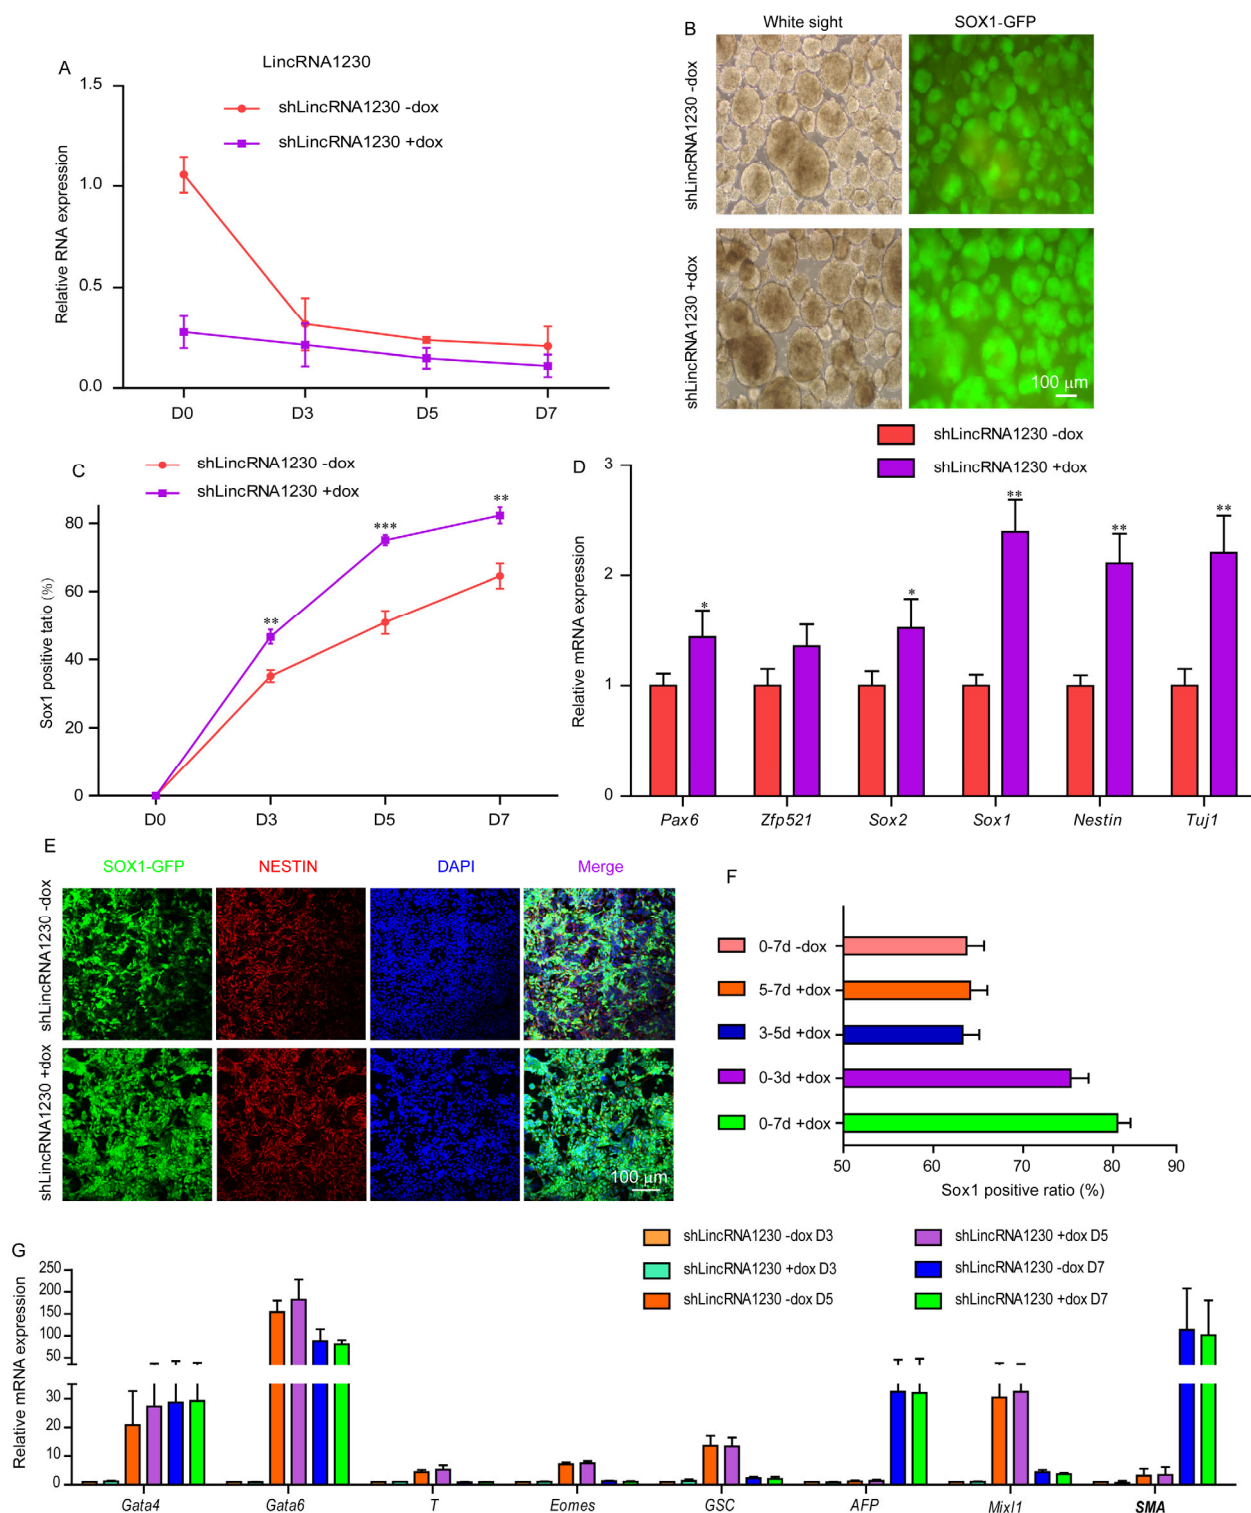 A
LincRNA1230
shLincRNA1230 -dox
shLincRNA1230 +dox
Relative RNA expression
1.5
1.0
0.5
0.0
D0 D3 D5 D7
B
White sight SOX1-GFP
shLincRNA1230 -dox
shLincRNA1230 +dox
100 μm
C
shLincRNA1230 -dox
shLincRNA1230 +dox
Sox1 positive tatio (%)
80
60
40
20
0
** *** **
D0 D3 D5 D7
D
shLincRNA1230 -dox
shLincRNA1230 +dox
Relative mRNA expression
3
2
1
0
* * ** ** **
Pax6 Zfp521 Sox2 Sox1 Nestin Tuj1
E
SOX1-GFP NESTIN DAPI Merge
shLincRNA1230 -dox
shLincRNA1230 +dox
100 μm
F
0-7d -dox
5-7d +dox
3-5d +dox
0-3d +dox
0-7d +dox
50 60 70 80 90
Sox1 positive ratio (%)
G
shLincRNA1230 -dox D3
shLincRNA1230 +dox D3
shLincRNA1230 -dox D5
shLincRNA1230 +dox D5
shLincRNA1230 -dox D7
shLincRNA1230 +dox D7
Relative mRNA expression
250
200
150
100
50
30
20
10
0
Gata4 Gata6 T Eomes GSC AFP Mixl1 SMA